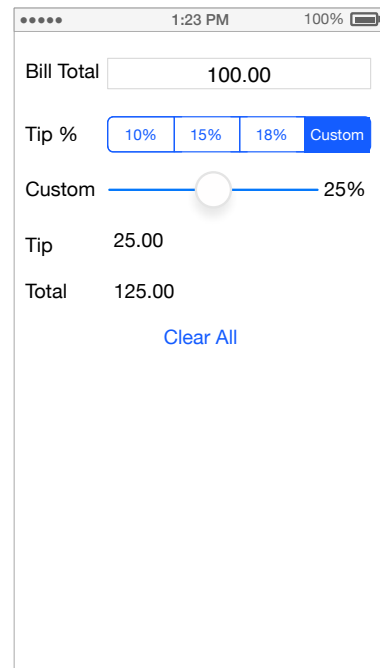 1:23 PM 100%
Bill Total 100.00
Tip % 10% 15% 18% Custom
Custom 25%
Tip 25.00
Total 125.00
Clear All